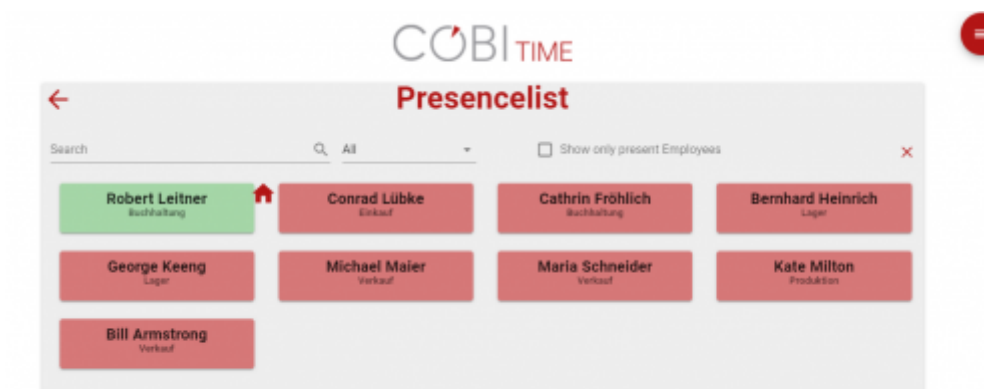 COBI TIME
Presencelist
Search All Show only present Employees
Robert Leitner Conrad Lübke Cathrin Fröhlich Bernhard Heinrich
Buchhaltung Einkauf Buchhaltung Lager
George Keeng Michael Maier Maria Schneider Kate Milton
Lager Verkauf Verkauf Produktion
Bill Armstrong
Verkauf